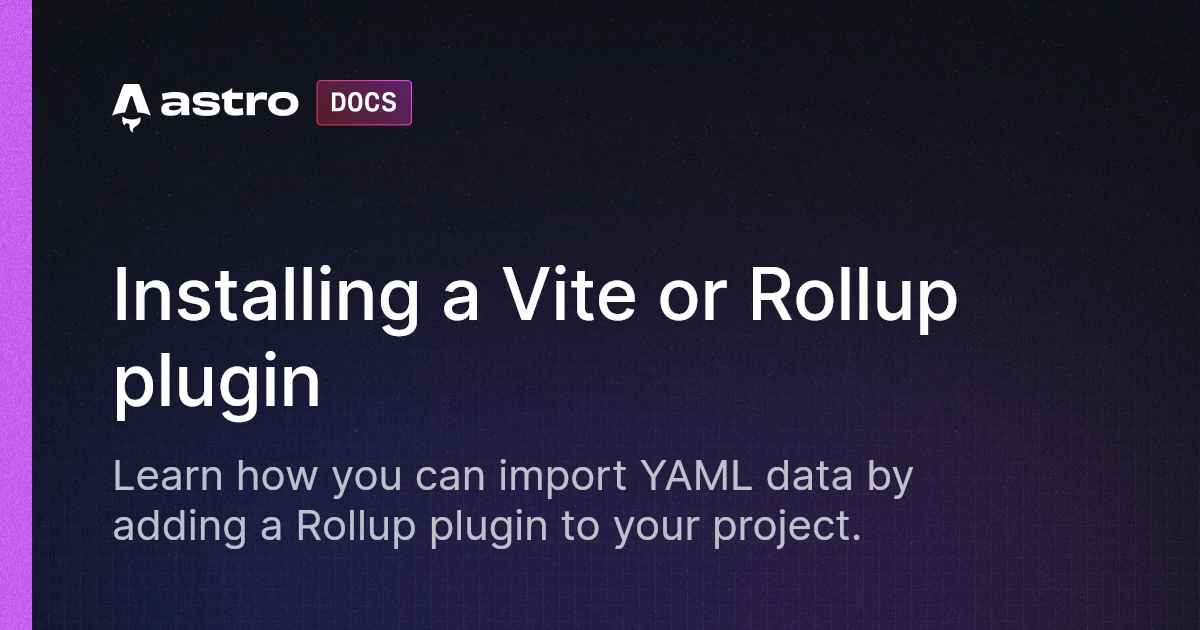 astro DOCS
Installing a Vite or Rollup
plugin
Learn how you can import YAML data by
adding a Rollup plugin to your project.